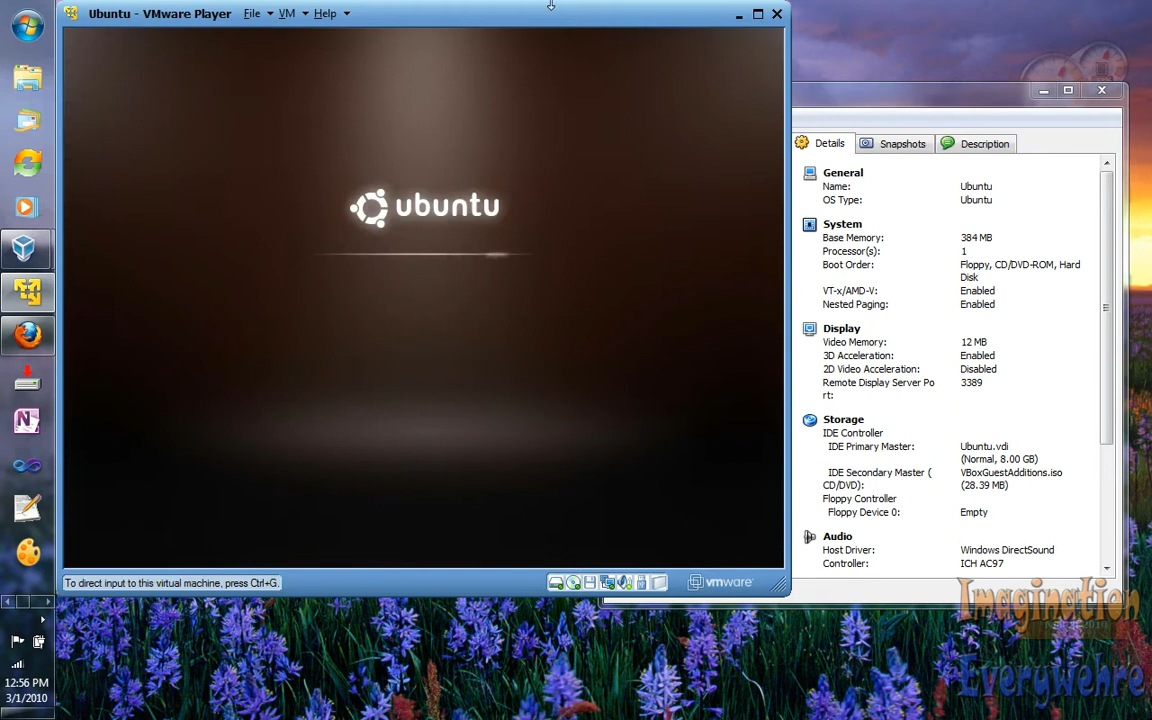 Ubuntu - VMware Player File VM Help
ubuntu
To direct input to this virtual machine, press Ctrl+G.
vmware
Details Snapshots Description
General
Name: Ubuntu
OS Type: Ubuntu
System
Base Memory: 384 MB
Processor(s): 1
Boot Order: Floppy, CD/DVD-ROM, Hard
Disk
VT-x/AMD-V: Enabled
Nested Paging: Enabled
Display
Video Memory: 12 MB
3D Acceleration: Enabled
2D Video Acceleration: Disabled
Remote Display Server Po 3389
rt:
Storage
IDE Controller
IDE Primary Master: Ubuntu.vdi
(Normal, 8.00 GB)
IDE Secondary Master ( VBoxGuestAdditions.iso
CD/DVD): (28.39 MB)
Floppy Controller
Floppy Device 0: Empty
Audio
Host Driver: Windows DirectSound
Controller: ICH AC97
Imagination
Everywehre
12:56 PM
3/1/2010